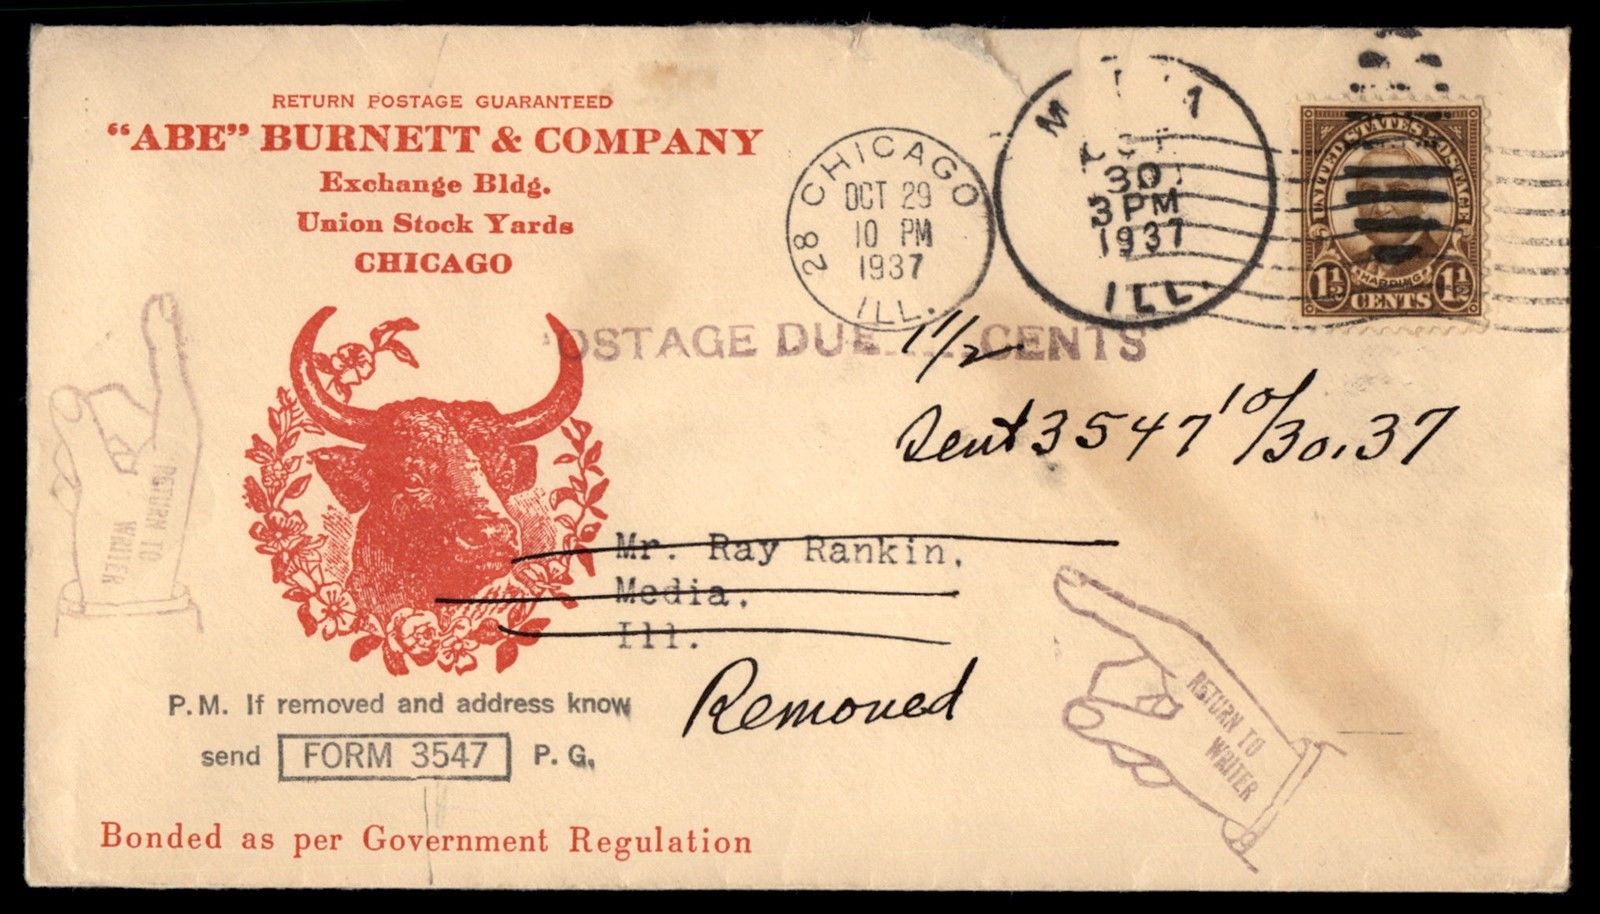 RETURN POSTAGE GUARANTEED
"ABE" BURNETT & COMPANY
Exchange Bldg.
Union Stock Yards
CHICAGO
28 CHICAGO
OCT 29
10 PM
1937
ILL.
30
3 PM
1937
ILL.
UNITED STATES POSTAGE
HARDING
1½ CENTS 1½
POSTAGE DUE 1 1/2 CENTS
Sent 3547 10/30.37
RETURN TO
WRITER
Mr. Ray Rankin,
Media,
Ill.
Removed
RETURN TO
WRITER
P.M. If removed and address know
send FORM 3547 P.G.
Bonded as per Government Regulation